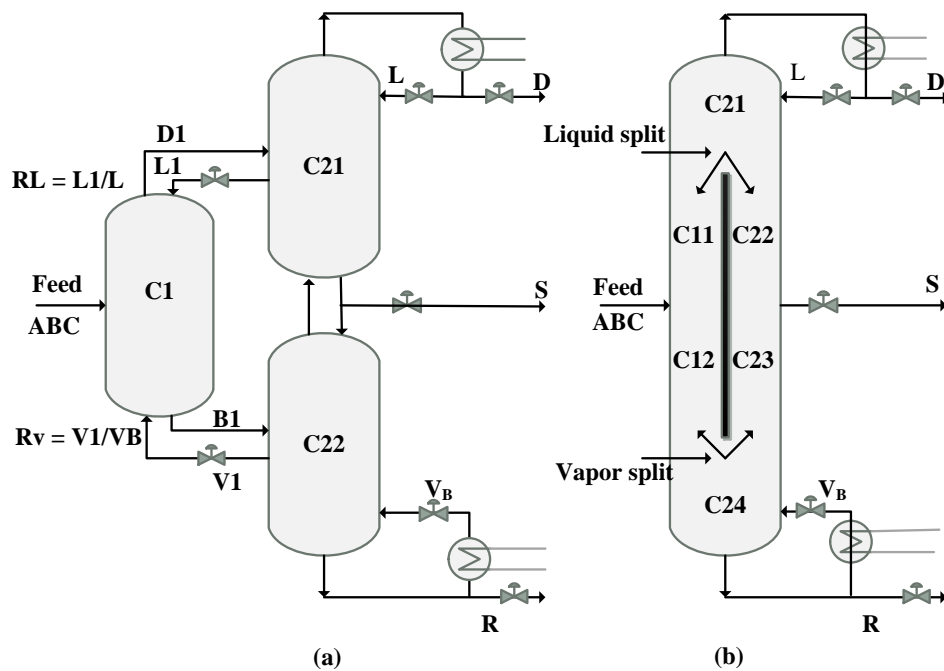 L
D
D1
L1
RL = L1/L
C21
C1
Feed
ABC
S
B1
Rv = V1/VB
V1
C22
VB
R
(a)
L
D
C21
Liquid split
C11
C22
Feed
ABC
S
C12
C23
Vapor split
VB
C24
R
(b)